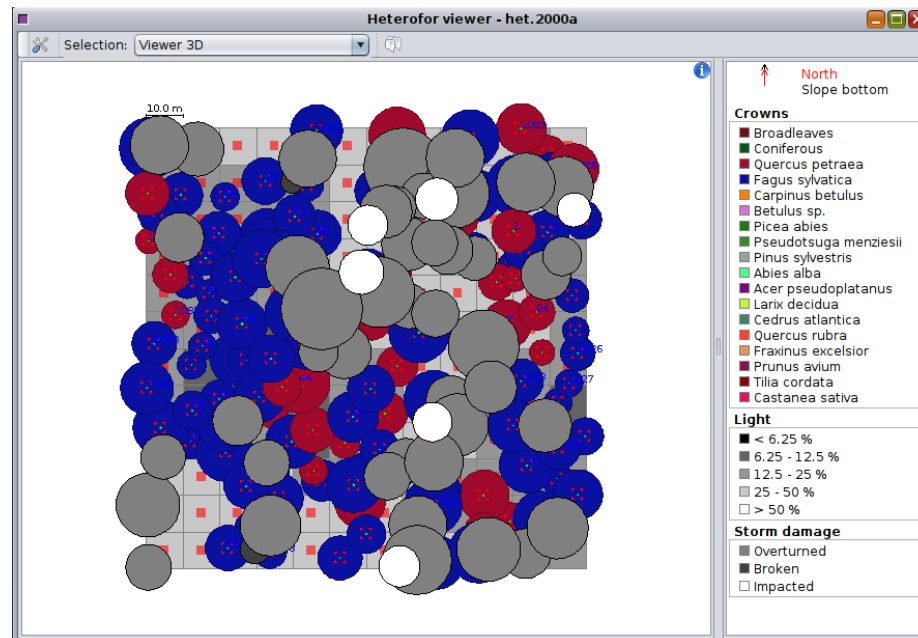 Heterofor viewer - het.2000a
Selection: Viewer 3D
10.0 m
North
Slope bottom
Crowns
Broadleaves
Coniferous
Quercus petraea
Fagus sylvatica
Carpinus betulus
Betulus sp.
Picea abies
Pseudotsuga menziesii
Pinus sylvestris
Abies alba
Acer pseudoplatanus
Larix decidua
Cedrus atlantica
Quercus rubra
Fraxinus excelsior
Prunus avium
Tilia cordata
Castanea sativa
Light
< 6.25 %
6.25 - 12.5 %
12.5 - 25 %
25 - 50 %
> 50 %
Storm damage
Overturned
Broken
Impacted